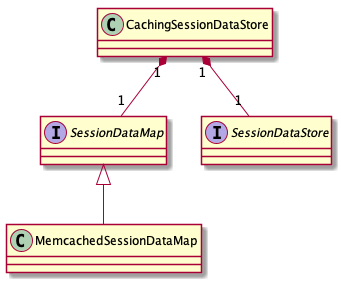 C CachingSessionDataStore
1 1
1 1
I SessionDataMap
I SessionDataStore
C MemcachedSessionDataMap